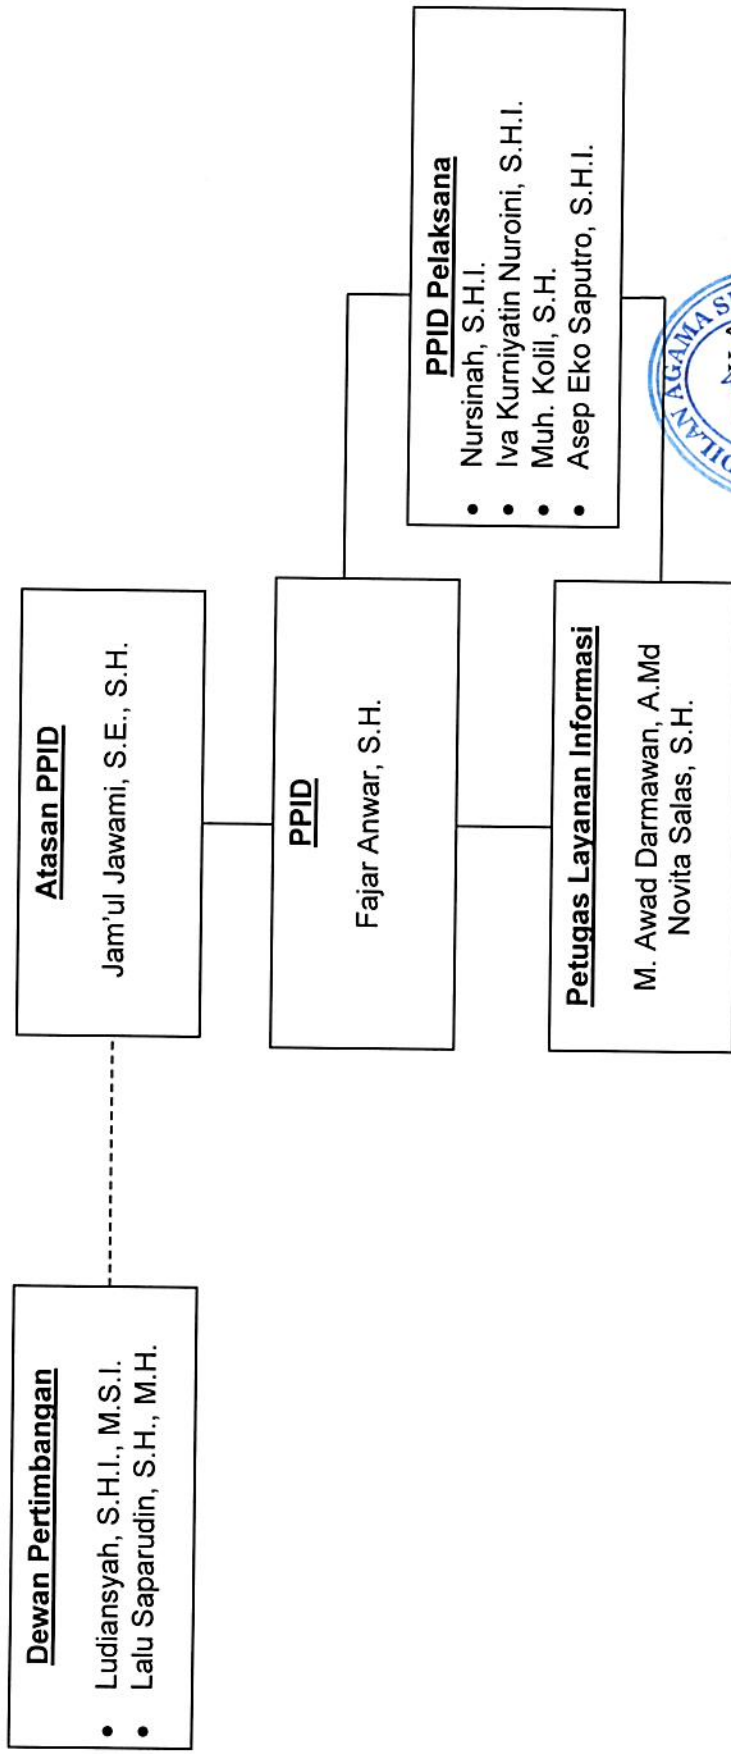 Dewan Pertimbangan
• Ludiansyah, S.H.I., M.S.I.
• Lalu Saparudin, S.H., M.H.
Atasan PPID
Jam'ul Jawami, S.E., S.H.
PPID
Fajar Anwar, S.H.
PPID Pelaksana
• Nursinah, S.H.I.
• Iva Kurniyatin Nuroini, S.H.I.
• Muh. Kolil, S.H.
• Asep Eko Saputro, S.H.I.
Petugas Layanan Informasi
M. Awad Darmawan, A.Md
Novita Salas, S.H.
AGAMA